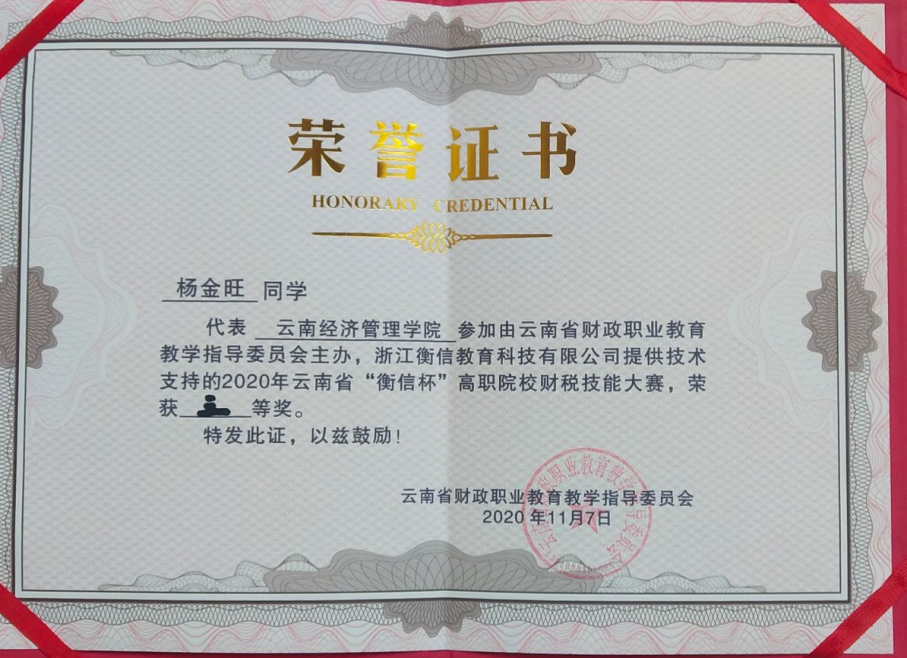 荣誉证书
HONORARY CREDENTIAL
杨金旺 同学
代表 云南经济管理学院 参加由云南省财政职业教育
教学指导委员会主办，浙江衡信教育科技有限公司提供技术
支持的2020年云南省“衡信杯”高职院校财税技能大赛，荣
获 等奖。
特发此证，以兹鼓励！
云南省财政职业教育教学指导委员会
2020 年11月7日